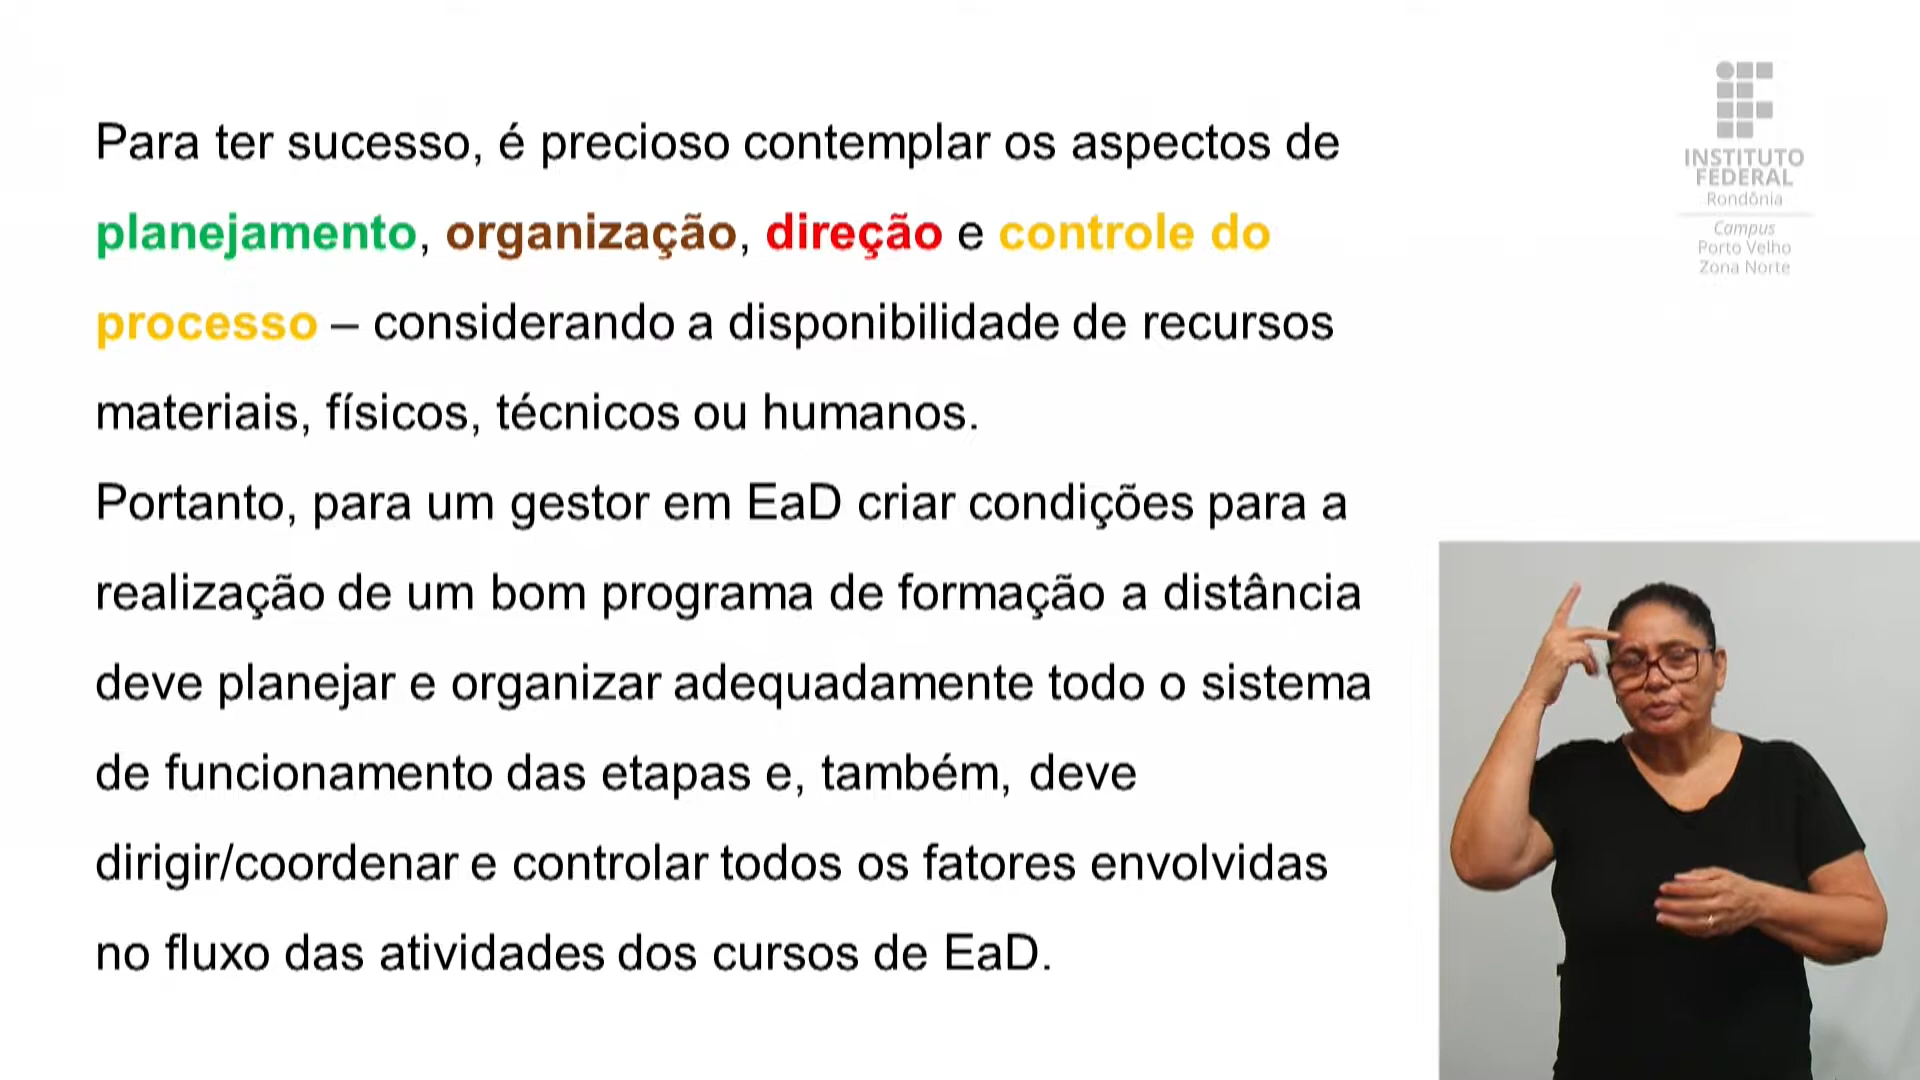 Para ter sucesso, é precioso contemplar os aspectos de
planejamento, organização, direção e controle do
processo – considerando a disponibilidade de recursos
materiais, físicos, técnicos ou humanos.
Portanto, para um gestor em EaD criar condições para a
realização de um bom programa de formação a distância
deve planejar e organizar adequadamente todo o sistema
de funcionamento das etapas e, também, deve
dirigir/coordenar e controlar todos os fatores envolvidas
no fluxo das atividades dos cursos de EaD.
INSTITUTO
FEDERAL
Rondônia
Campus
Porto Velho
Zona Norte